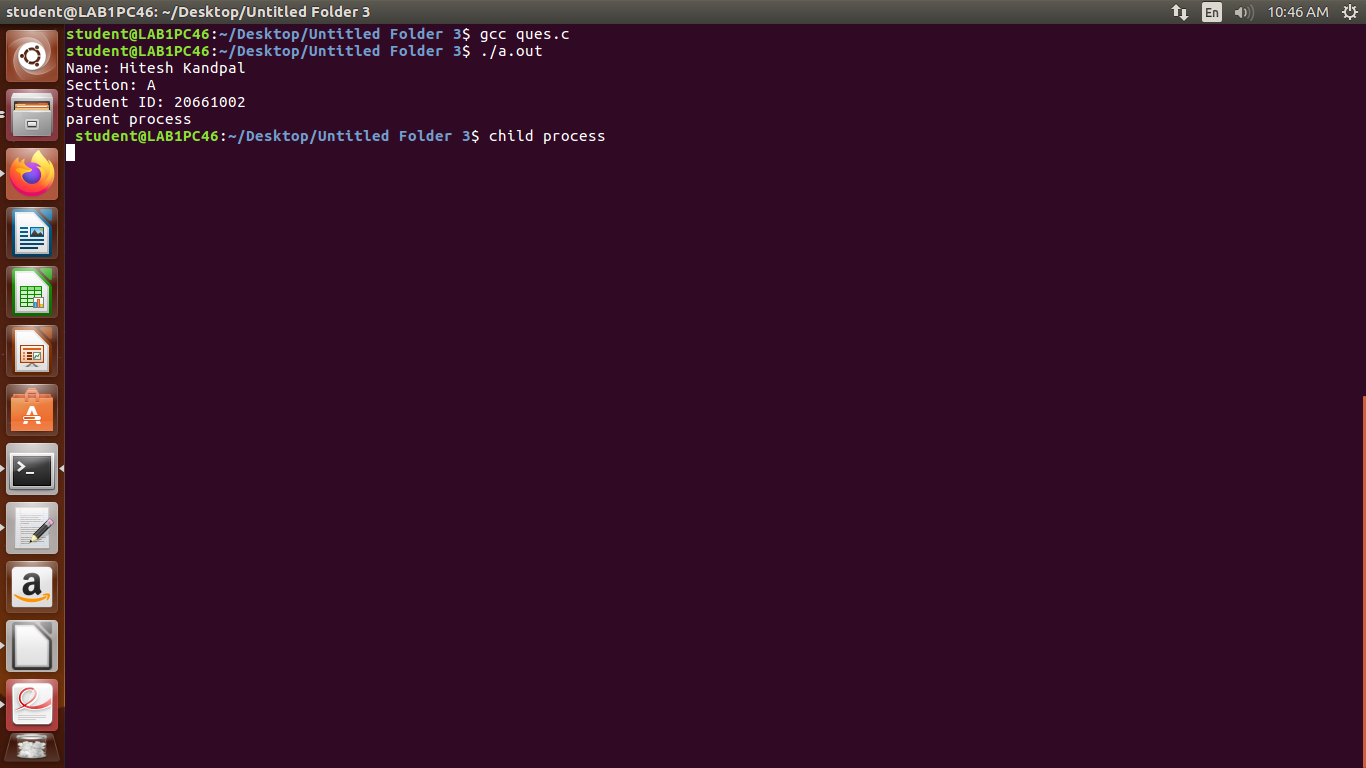 student@LAB1PC46: ~/Desktop/Untitled Folder 3
En
10:46 AM
student@LAB1PC46:~/Desktop/Untitled Folder 3$ gcc ques.c
student@LAB1PC46:~/Desktop/Untitled Folder 3$ ./a.out
Name: Hitesh Kandpal
Section: A
Student ID: 20661002
parent process
student@LAB1PC46:~/Desktop/Untitled Folder 3$ child process